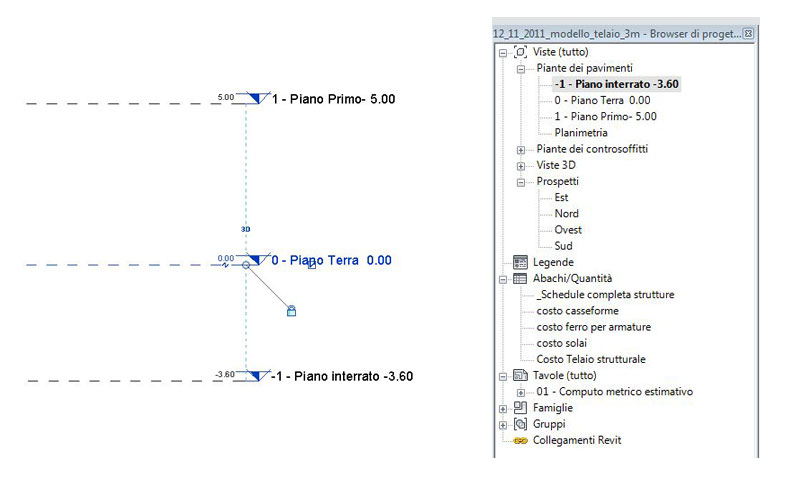 5.00 1 - Piano Primo- 5.00
3D
0.00 0 - Piano Terra 0.00
-3.60 -1 - Piano interrato -3.60
12_11_2011_modello_telaio_3m - Browser di proget...
Viste (tutto)
Piante dei pavimenti
-1 - Piano interrato -3.60
0 - Piano Terra 0.00
1 - Piano Primo- 5.00
Planimetria
Piante dei controsoffitti
Viste 3D
Prospetti
Est
Nord
Ovest
Sud
Legende
Abachi/Quantità
_Schedule completa strutture
costo casseforme
costo ferro per armature
costo solai
Costo Telaio strutturale
Tavole (tutto)
01 - Computo metrico estimativo
Famiglie
Gruppi
Collegamenti Revit